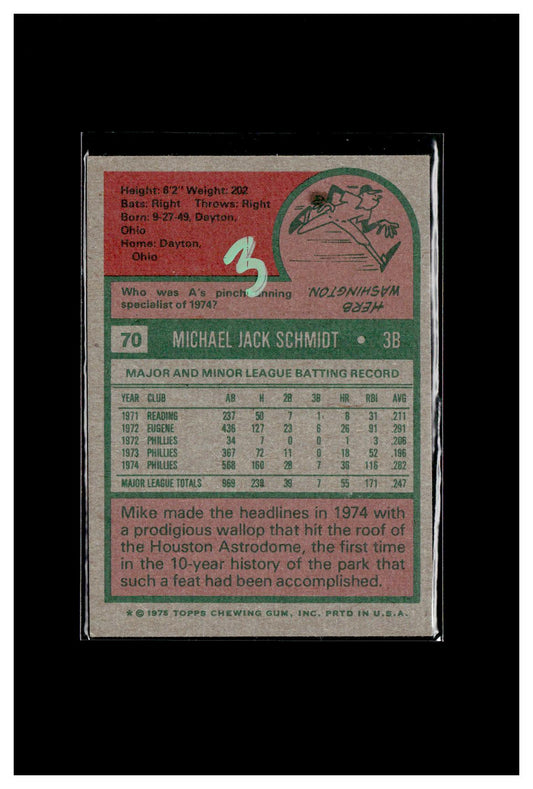 Height: 6'2" Weight: 202
Bats: Right Throws: Right
Born: 9-27-49, Dayton,
Ohio
Home: Dayton,
Ohio
3
Who was A's pinch running
specialist of 1974?
HERB
WASHINGTON
70 MICHAEL JACK SCHMIDT • 3B
MAJOR AND MINOR LEAGUE BATTING RECORD
YEAR CLUB AB H 2B 3B HR RBI AVG
1971 READING 237 50 7 1 8 31 .211
1972 EUGENE 436 127 23 6 26 91 .291
1972 PHILLIES 34 7 0 0 1 3 .206
1973 PHILLIES 367 72 11 0 18 52 .196
1974 PHILLIES 568 160 28 7 36 116 .282
MAJOR LEAGUE TOTALS 969 239 39 7 55 171 .247
Mike made the headlines in 1974 with
a prodigious wallop that hit the roof of
the Houston Astrodome, the first time
in the 10-year history of the park that
such a feat had been accomplished.
* © 1975 TOPPS CHEWING GUM, INC. PRTD IN U.S.A.